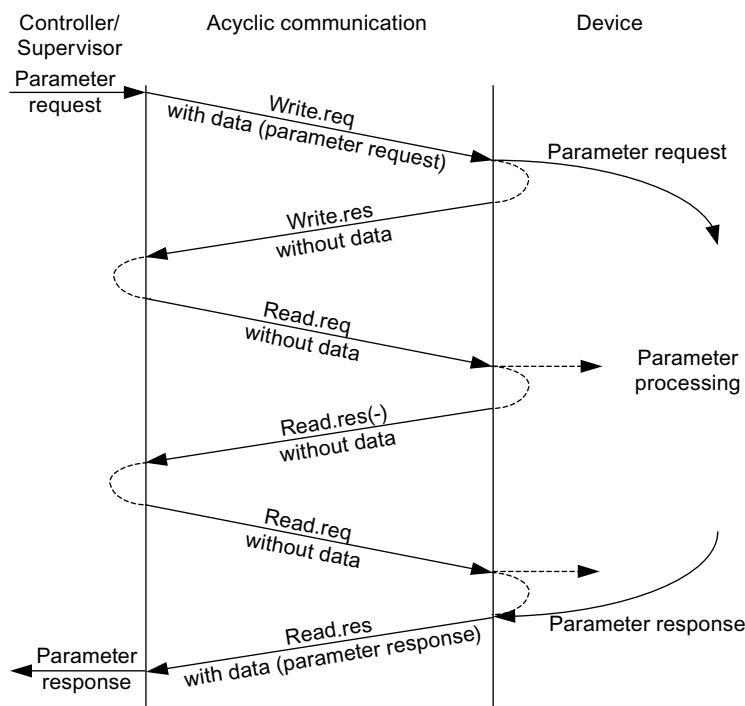 Controller/
Supervisor
Acyclic communication
Device
Parameter
request
Write.req
with data (parameter request)
Parameter request
Write.res
without data
Read.req
without data
Parameter
processing
Read.res(-)
without data
Read.req
without data
Parameter response
Read.res
with data (parameter response)
Parameter
response